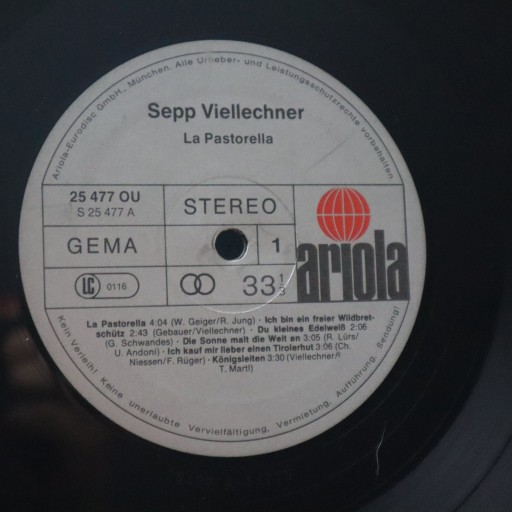 Ariola-Eurodisc GmbH., München. Alle Urheber- und Leistungsschutzrechte vorbehalten
Sepp Viellechner
La Pastorella
25 477 OU
S 25 477 A
STEREO
GEMA
1
LC 0116
33 1/3
ariola
La Pastorella 4:04 (W. Geiger/R. Jung) · Ich bin ein freier Wildbret-
schütz 2:43 (Gebauer/Viellechner) · Du kleines Edelweiß 2:06
(G. Schwandes) · Die Sonne malt die Welt an 3:05 (R. Lürs/
U. Andoni) · Ich kauf mir lieber einen Tirolerhut 3:06 (Ch.
Niessen/F. Rüger) · Königsleiten 3:30 (Viellechner/
T. Martl)
Kein Verleih! Keine unerlaubte Vervielfältigung, Vermietung, Aufführung, Sendung!